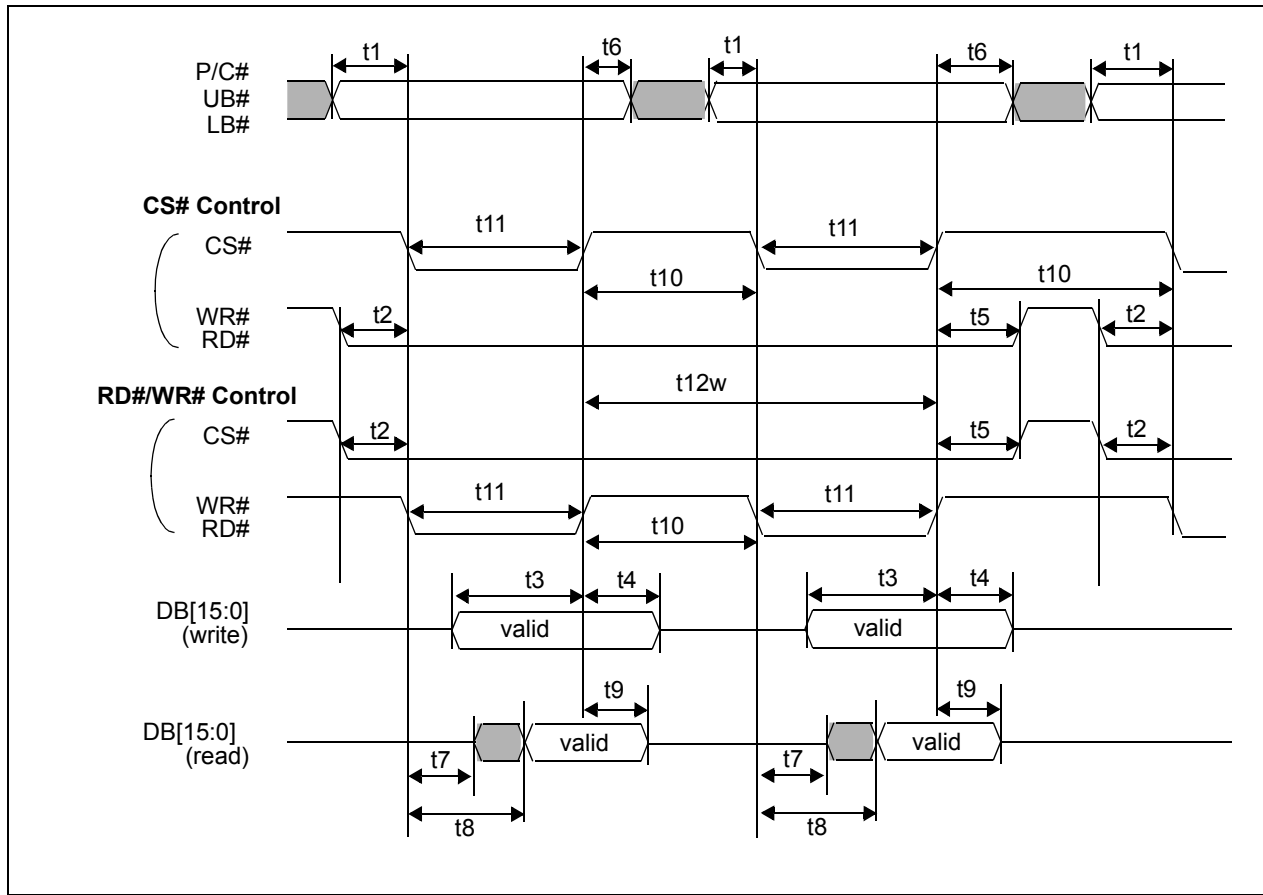 t1 t6 t1 t6 t1
P/C#
UB#
LB#
CS# Control
CS#
t11 t11
t10 t10
WR#
RD#
t2 t5 t2
t12w
RD#/WR# Control
CS#
t2 t5 t2
WR#
RD#
t11 t11
t10
t3 t4 t3 t4
DB[15:0]
(write)
valid valid
t9 t9
DB[15:0]
(read)
valid valid
t7 t7
t8 t8